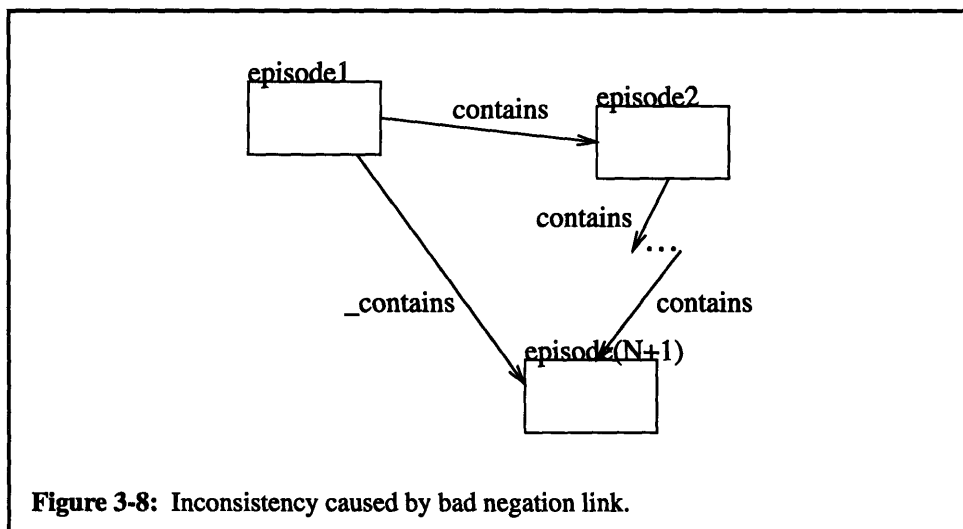 episode1
contains
episode2
contains
...
_contains
contains
episode(N+1)
Figure 3-8: Inconsistency caused by bad negation link.